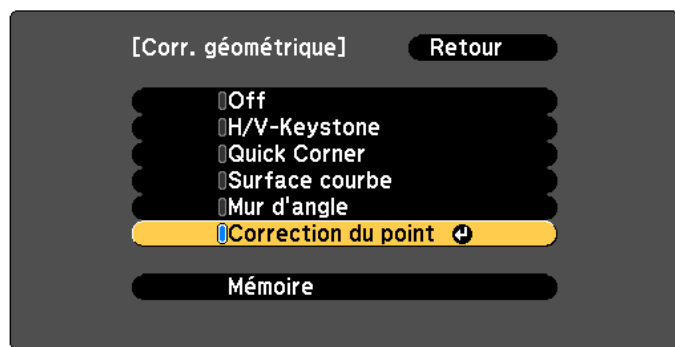 [Corr. géométrique] Retour
Off
H/V-Keystone
Quick Corner
Surface courbe
Mur d'angle
Correction du point
Mémoire